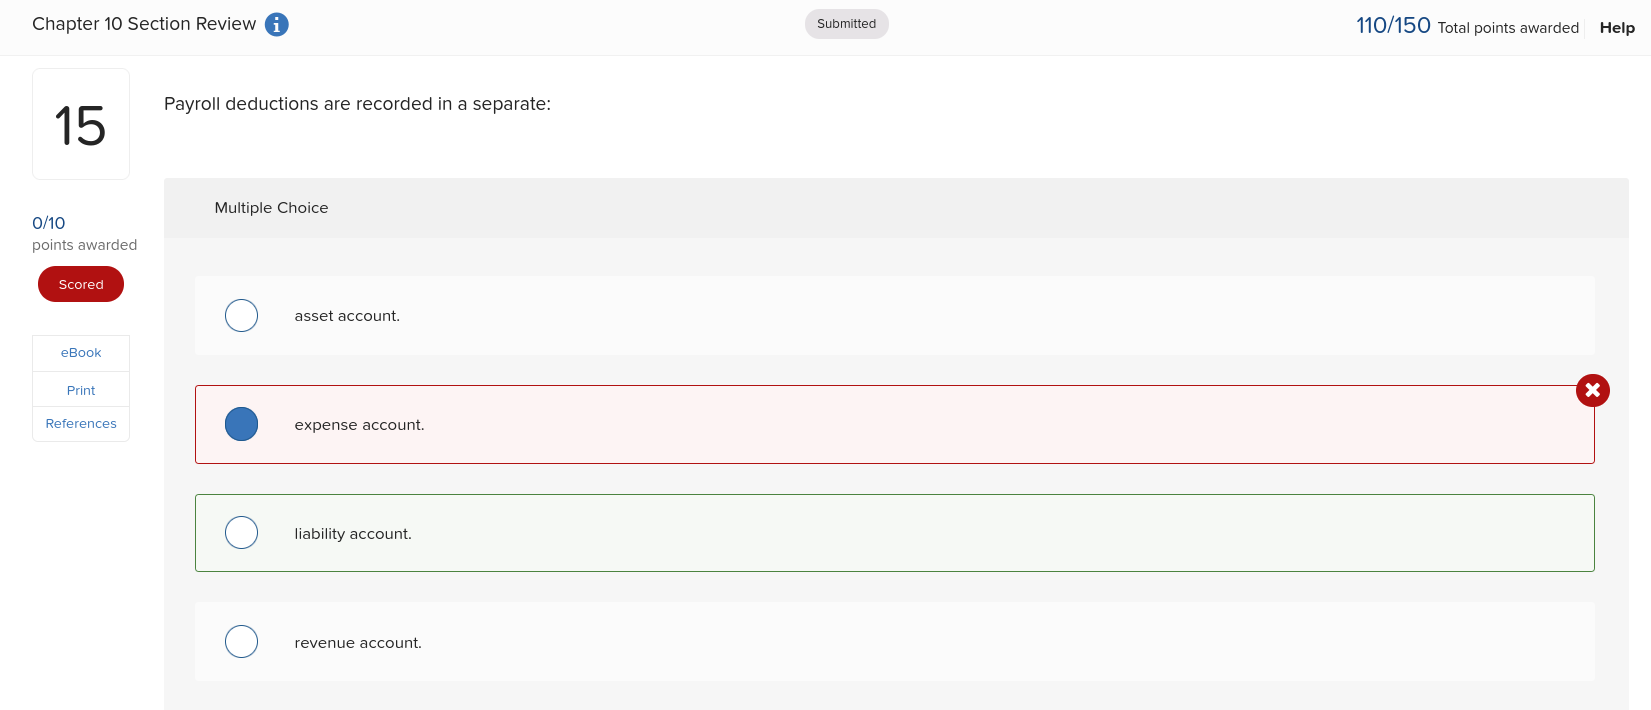 Chapter 10 Section Review
Submitted
110/150 Total points awarded
Help
15
Payroll deductions are recorded in a separate:
0/10
points awarded
Scored
eBook
Print
References
Multiple Choice
asset account.
expense account.
liability account.
revenue account.